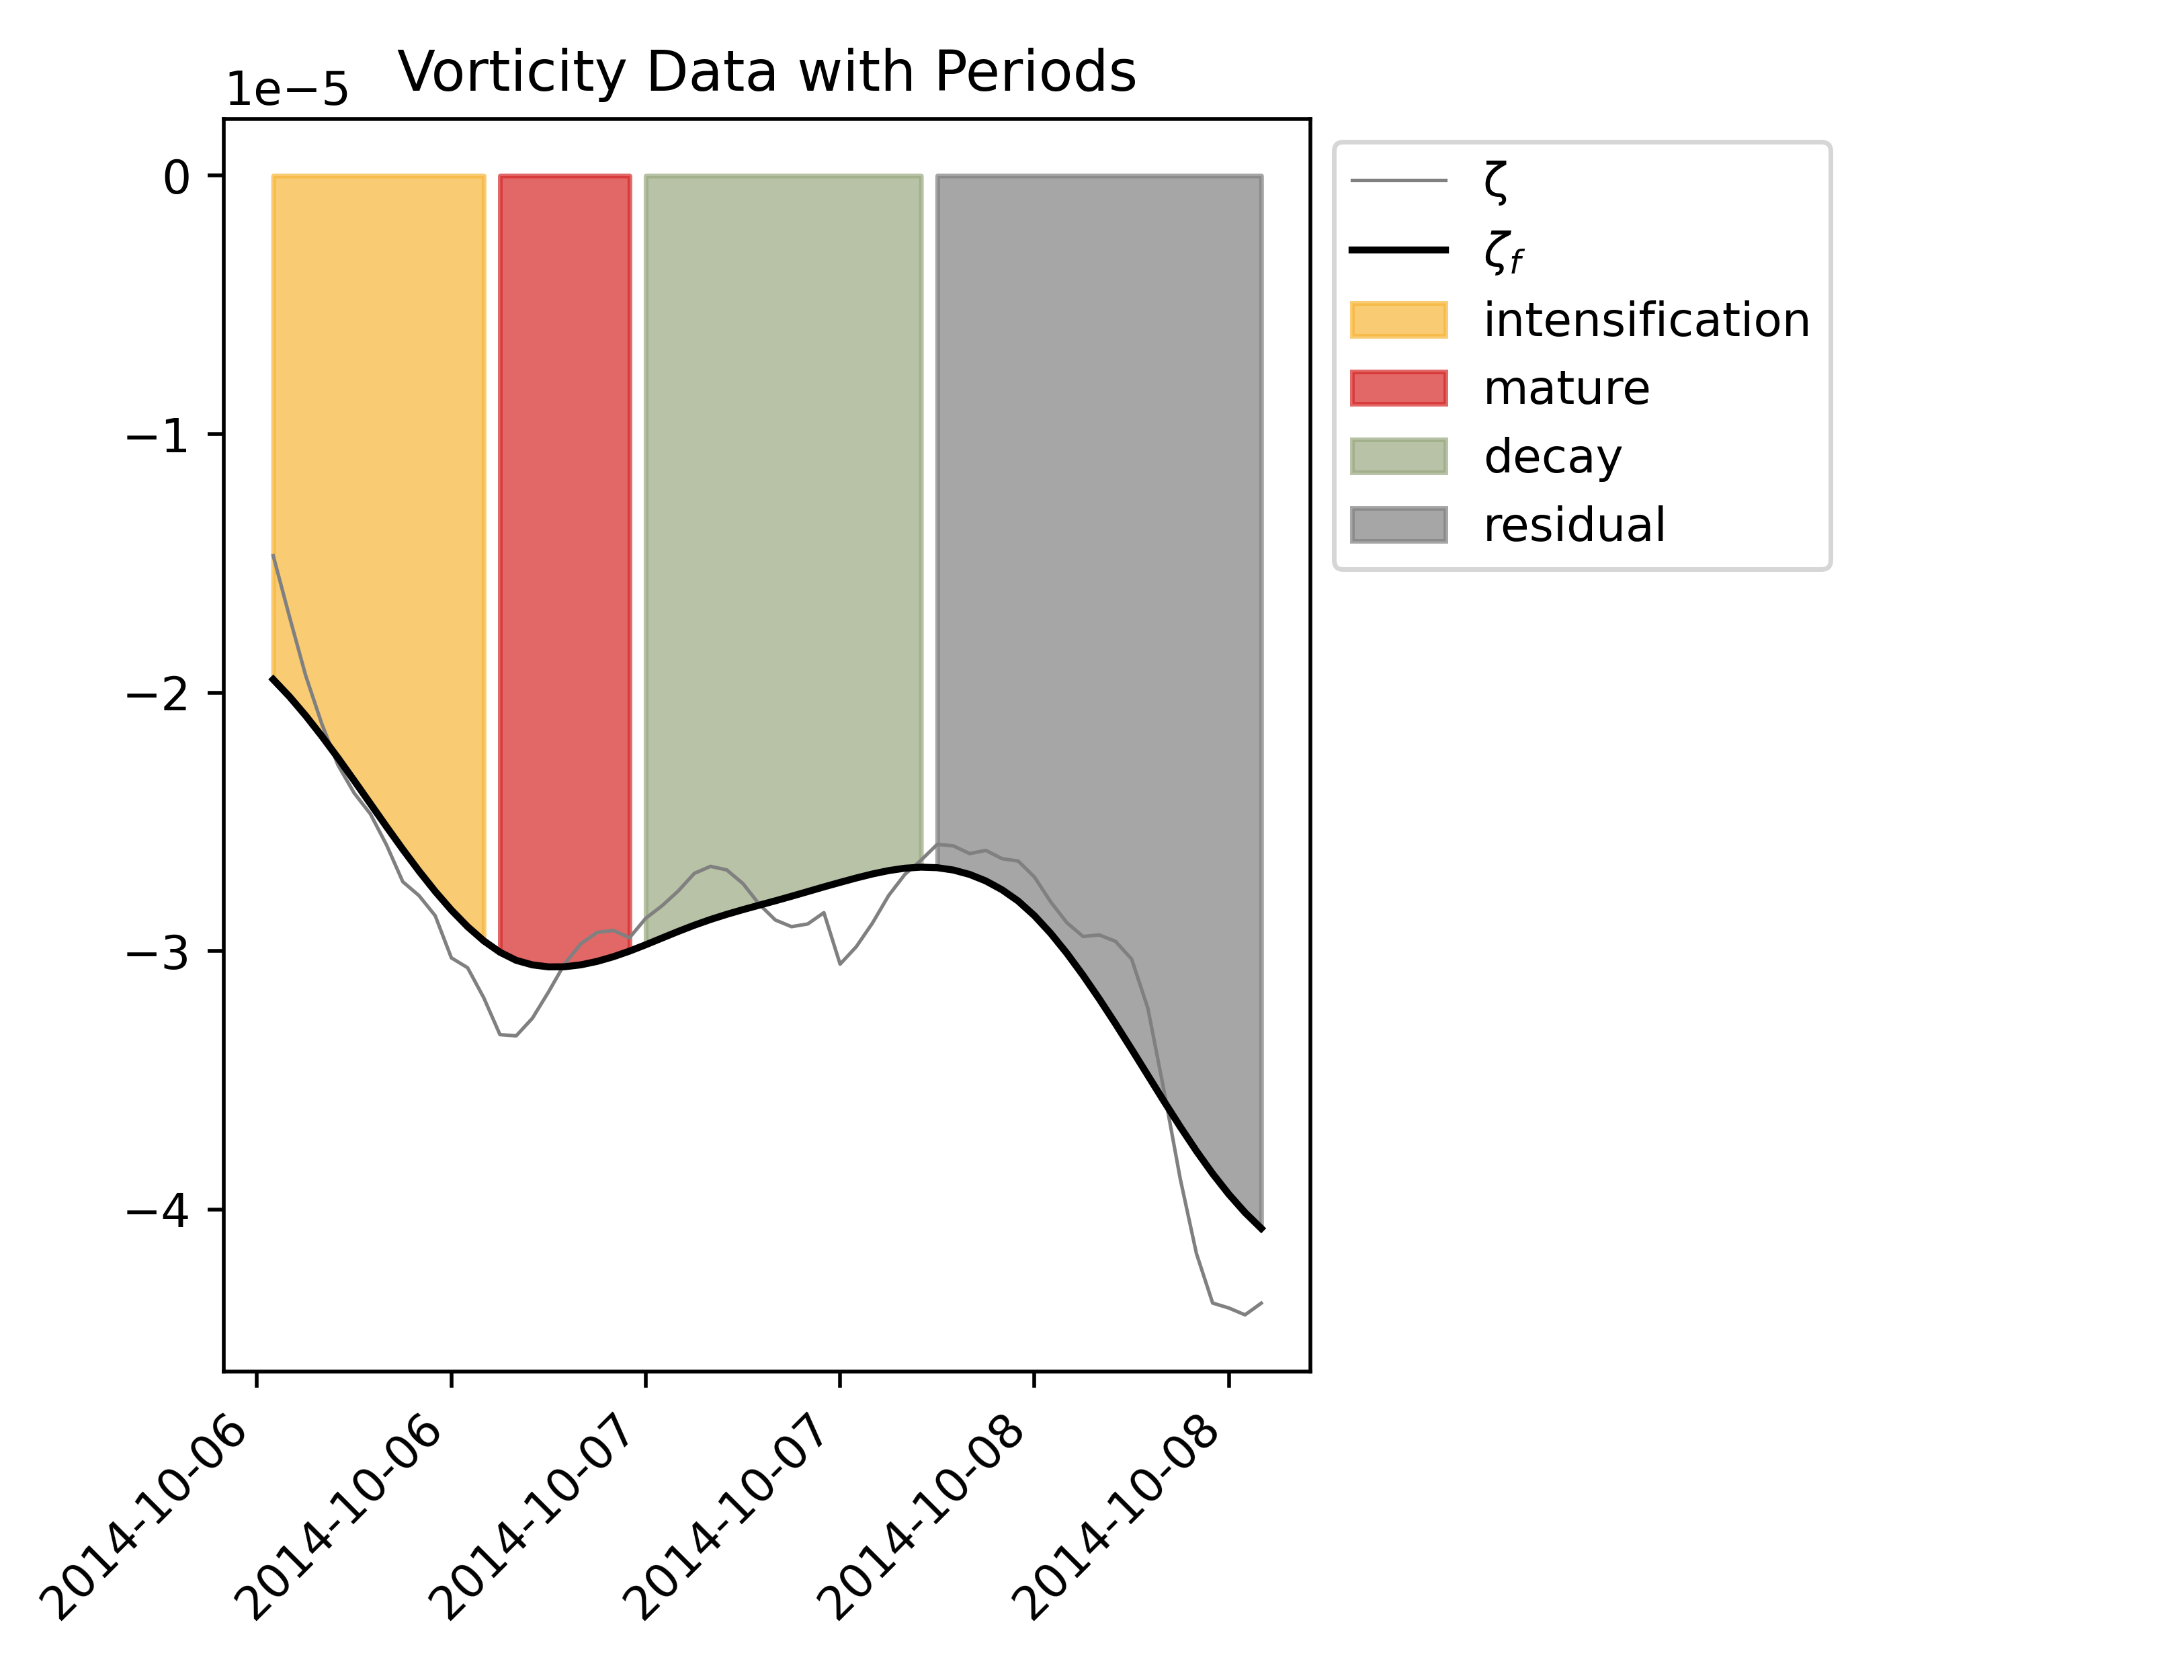 Vorticity Data with Periods
1e−5
0
−1
−2
−3
−4
2014-10-06
2014-10-06
2014-10-07
2014-10-07
2014-10-08
2014-10-08
ζ
ζf
intensification
mature
decay
residual